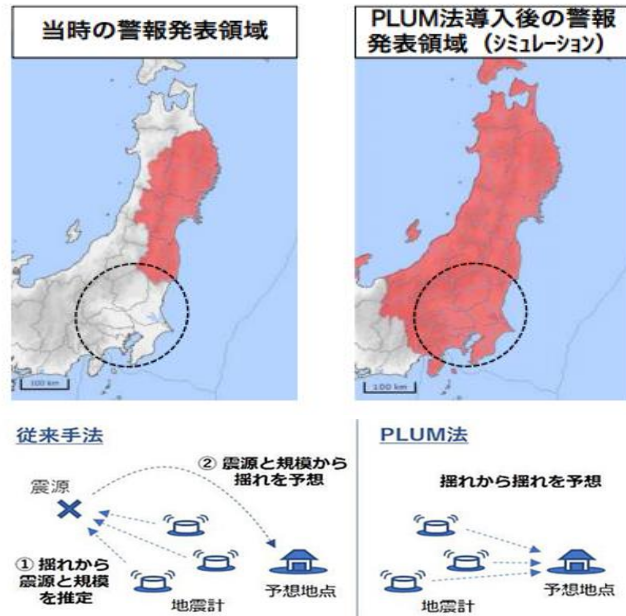 当時の警報発表領域
PLUM法導入後の警報
発表領域（シミュレーション）
100 km
100 km
従来手法
震源
② 震源と規模から
揺れを予想
① 揺れから
震源と規模
を推定
地震計
予想地点
PLUM法
揺れから揺れを予想
地震計
予想地点